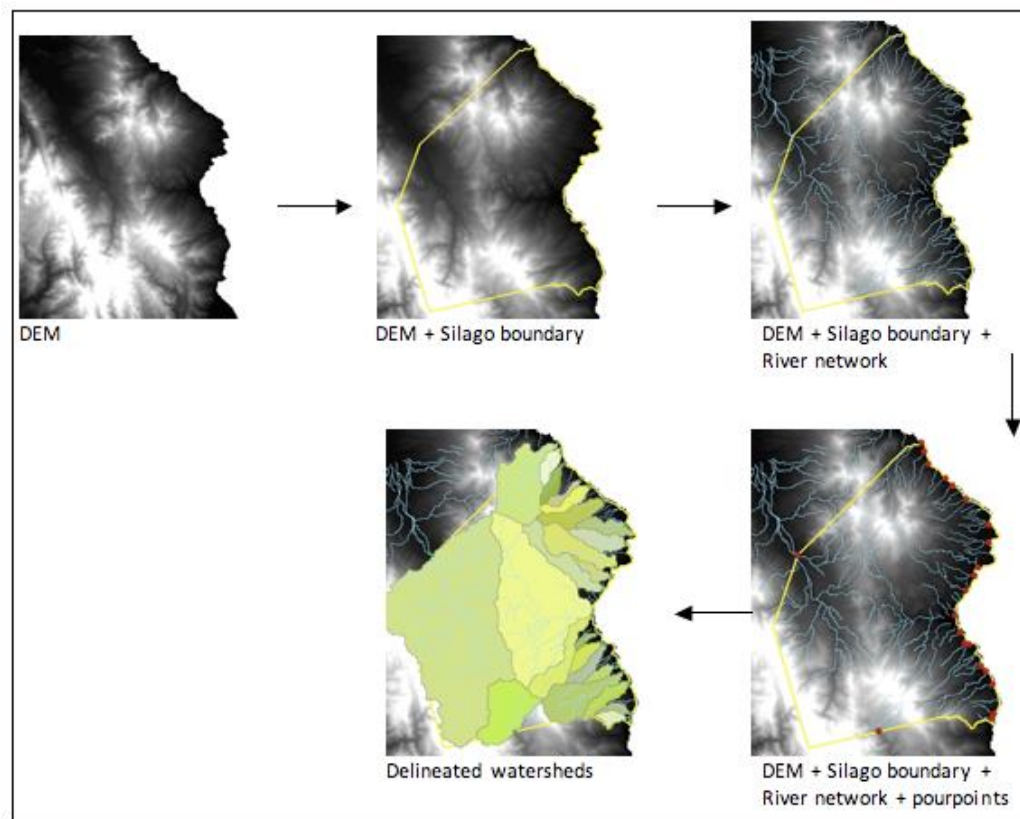 DEM
DEM + Silago boundary
DEM + Silago boundary +
River network
Delineated watersheds
DEM + Silago boundary +
River network + pourpoints